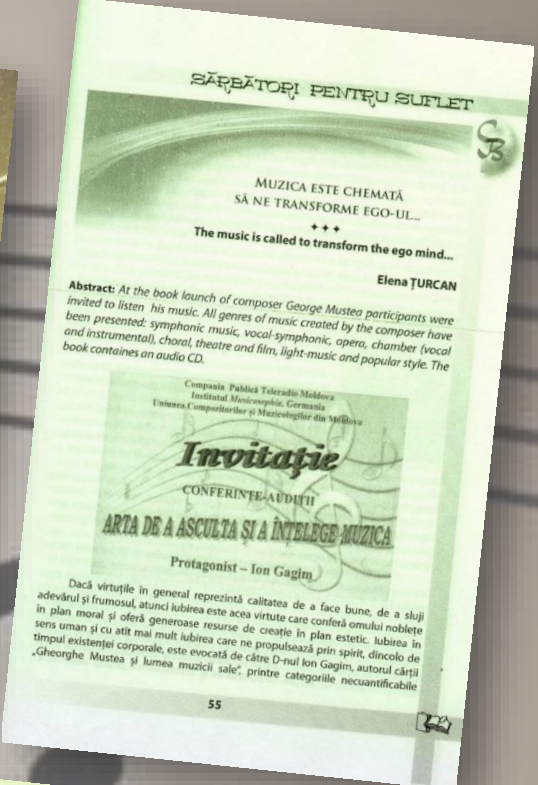 SĂRBĂTORI PENTRU SUFLET
MUZICA ESTE CHEMATĂ
SĂ NE TRANSFORME EGO-UL...
The music is called to transform the ego mind...
Elena ȚURCAN
Abstract: At the book launch of composer George Mustea participants were
invited to listen his music. All genres of music created by the composer have
been presented: symphonic music, vocal-symphonic, opera, chamber (vocal
and instrumental), choral, theatre and film, light-music and popular style. The
book containes an audio CD.
Compania Publică Teleradio Moldova
Institutul Musicosophia, Germania
Uniunea Compozitorilor şi Muzicologilor din Moldova
Invitaţie
CONFERINŢE-AUDIŢII
ARTA DE A ASCULTA ŞI A ÎNŢELEGE MUZICA
Protagonist – Ion Gagim
Dacă virtuțile în general reprezintă calitatea de a face bune, de a sluji
adevărul și frumosul, atunci iubirea este acea virtute care conferă omului noblețe
în plan moral și oferă generoase resurse de creație în plan estetic. Iubirea în
sens uman și cu atit mai mult iubirea care ne propulsează prin spirit, dincolo de
timpul existenței corporale, este evocată de către D-nul Ion Gagim, autorul cărții
„Gheorghe Mustea și lumea muzicii sale”, printre categoriile necuantificabile
55